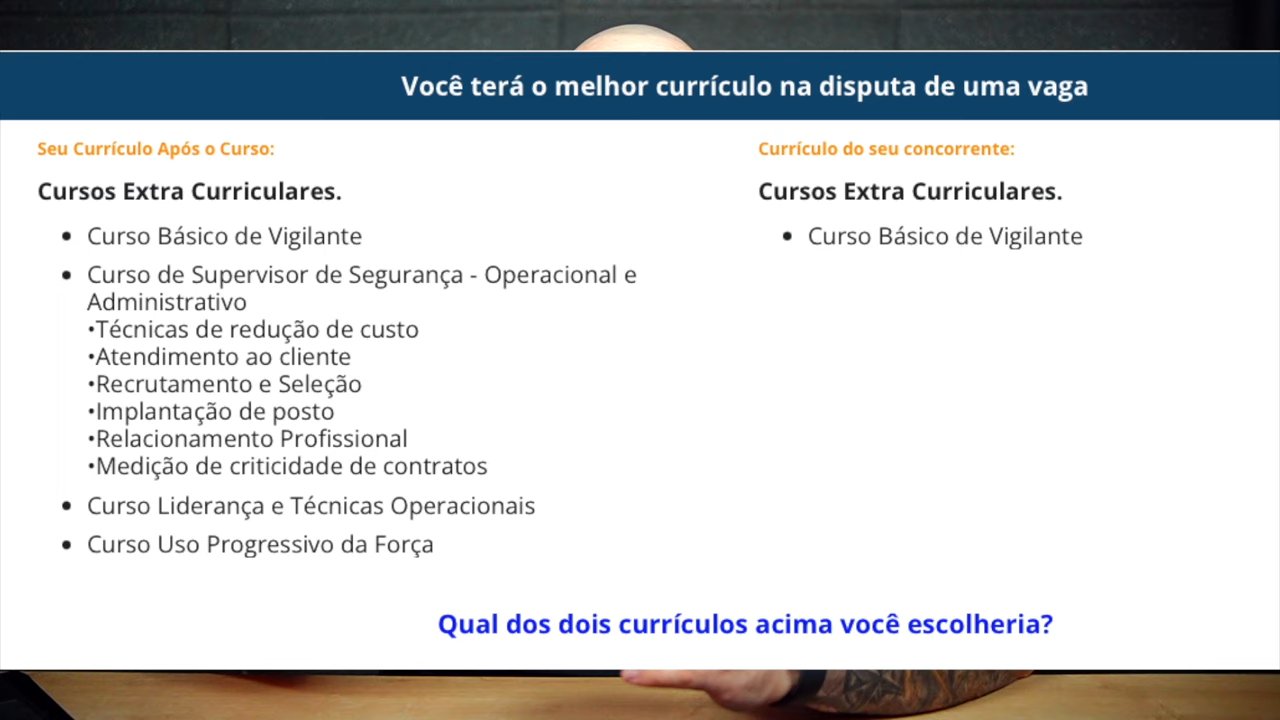 Você terá o melhor currículo na disputa de uma vaga
Seu Currículo Após o Curso:
Cursos Extra Curriculares.
• Curso Básico de Vigilante
• Curso de Supervisor de Segurança - Operacional e
Administrativo
•Técnicas de redução de custo
•Atendimento ao cliente
•Recrutamento e Seleção
•Implantação de posto
•Relacionamento Profissional
•Medição de criticidade de contratos
• Curso Liderança e Técnicas Operacionais
• Curso Uso Progressivo da Força
Currículo do seu concorrente:
Cursos Extra Curriculares.
• Curso Básico de Vigilante
Qual dos dois currículos acima você escolheria?